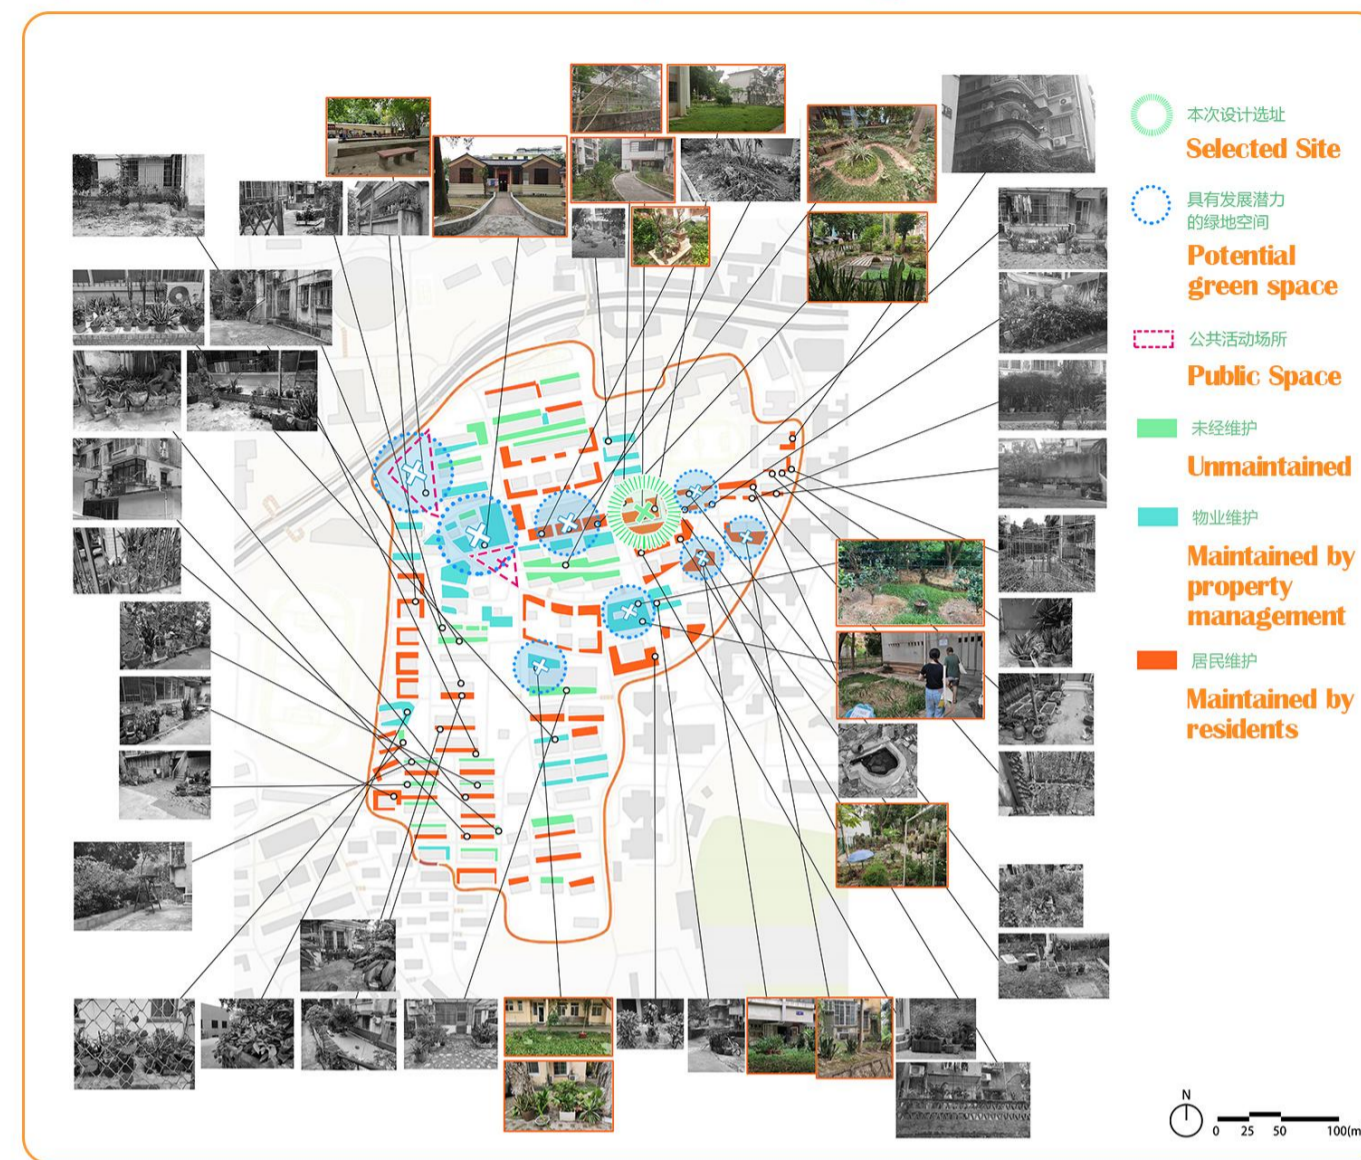 本次设计选址
Selected Site
具有发展潜力
的绿地空间
Potential
green space
公共活动场所
Public Space
未经维护
Unmaintained
物业维护
Maintained by
property
management
居民维护
Maintained by
residents
N
0 25 50 100(m